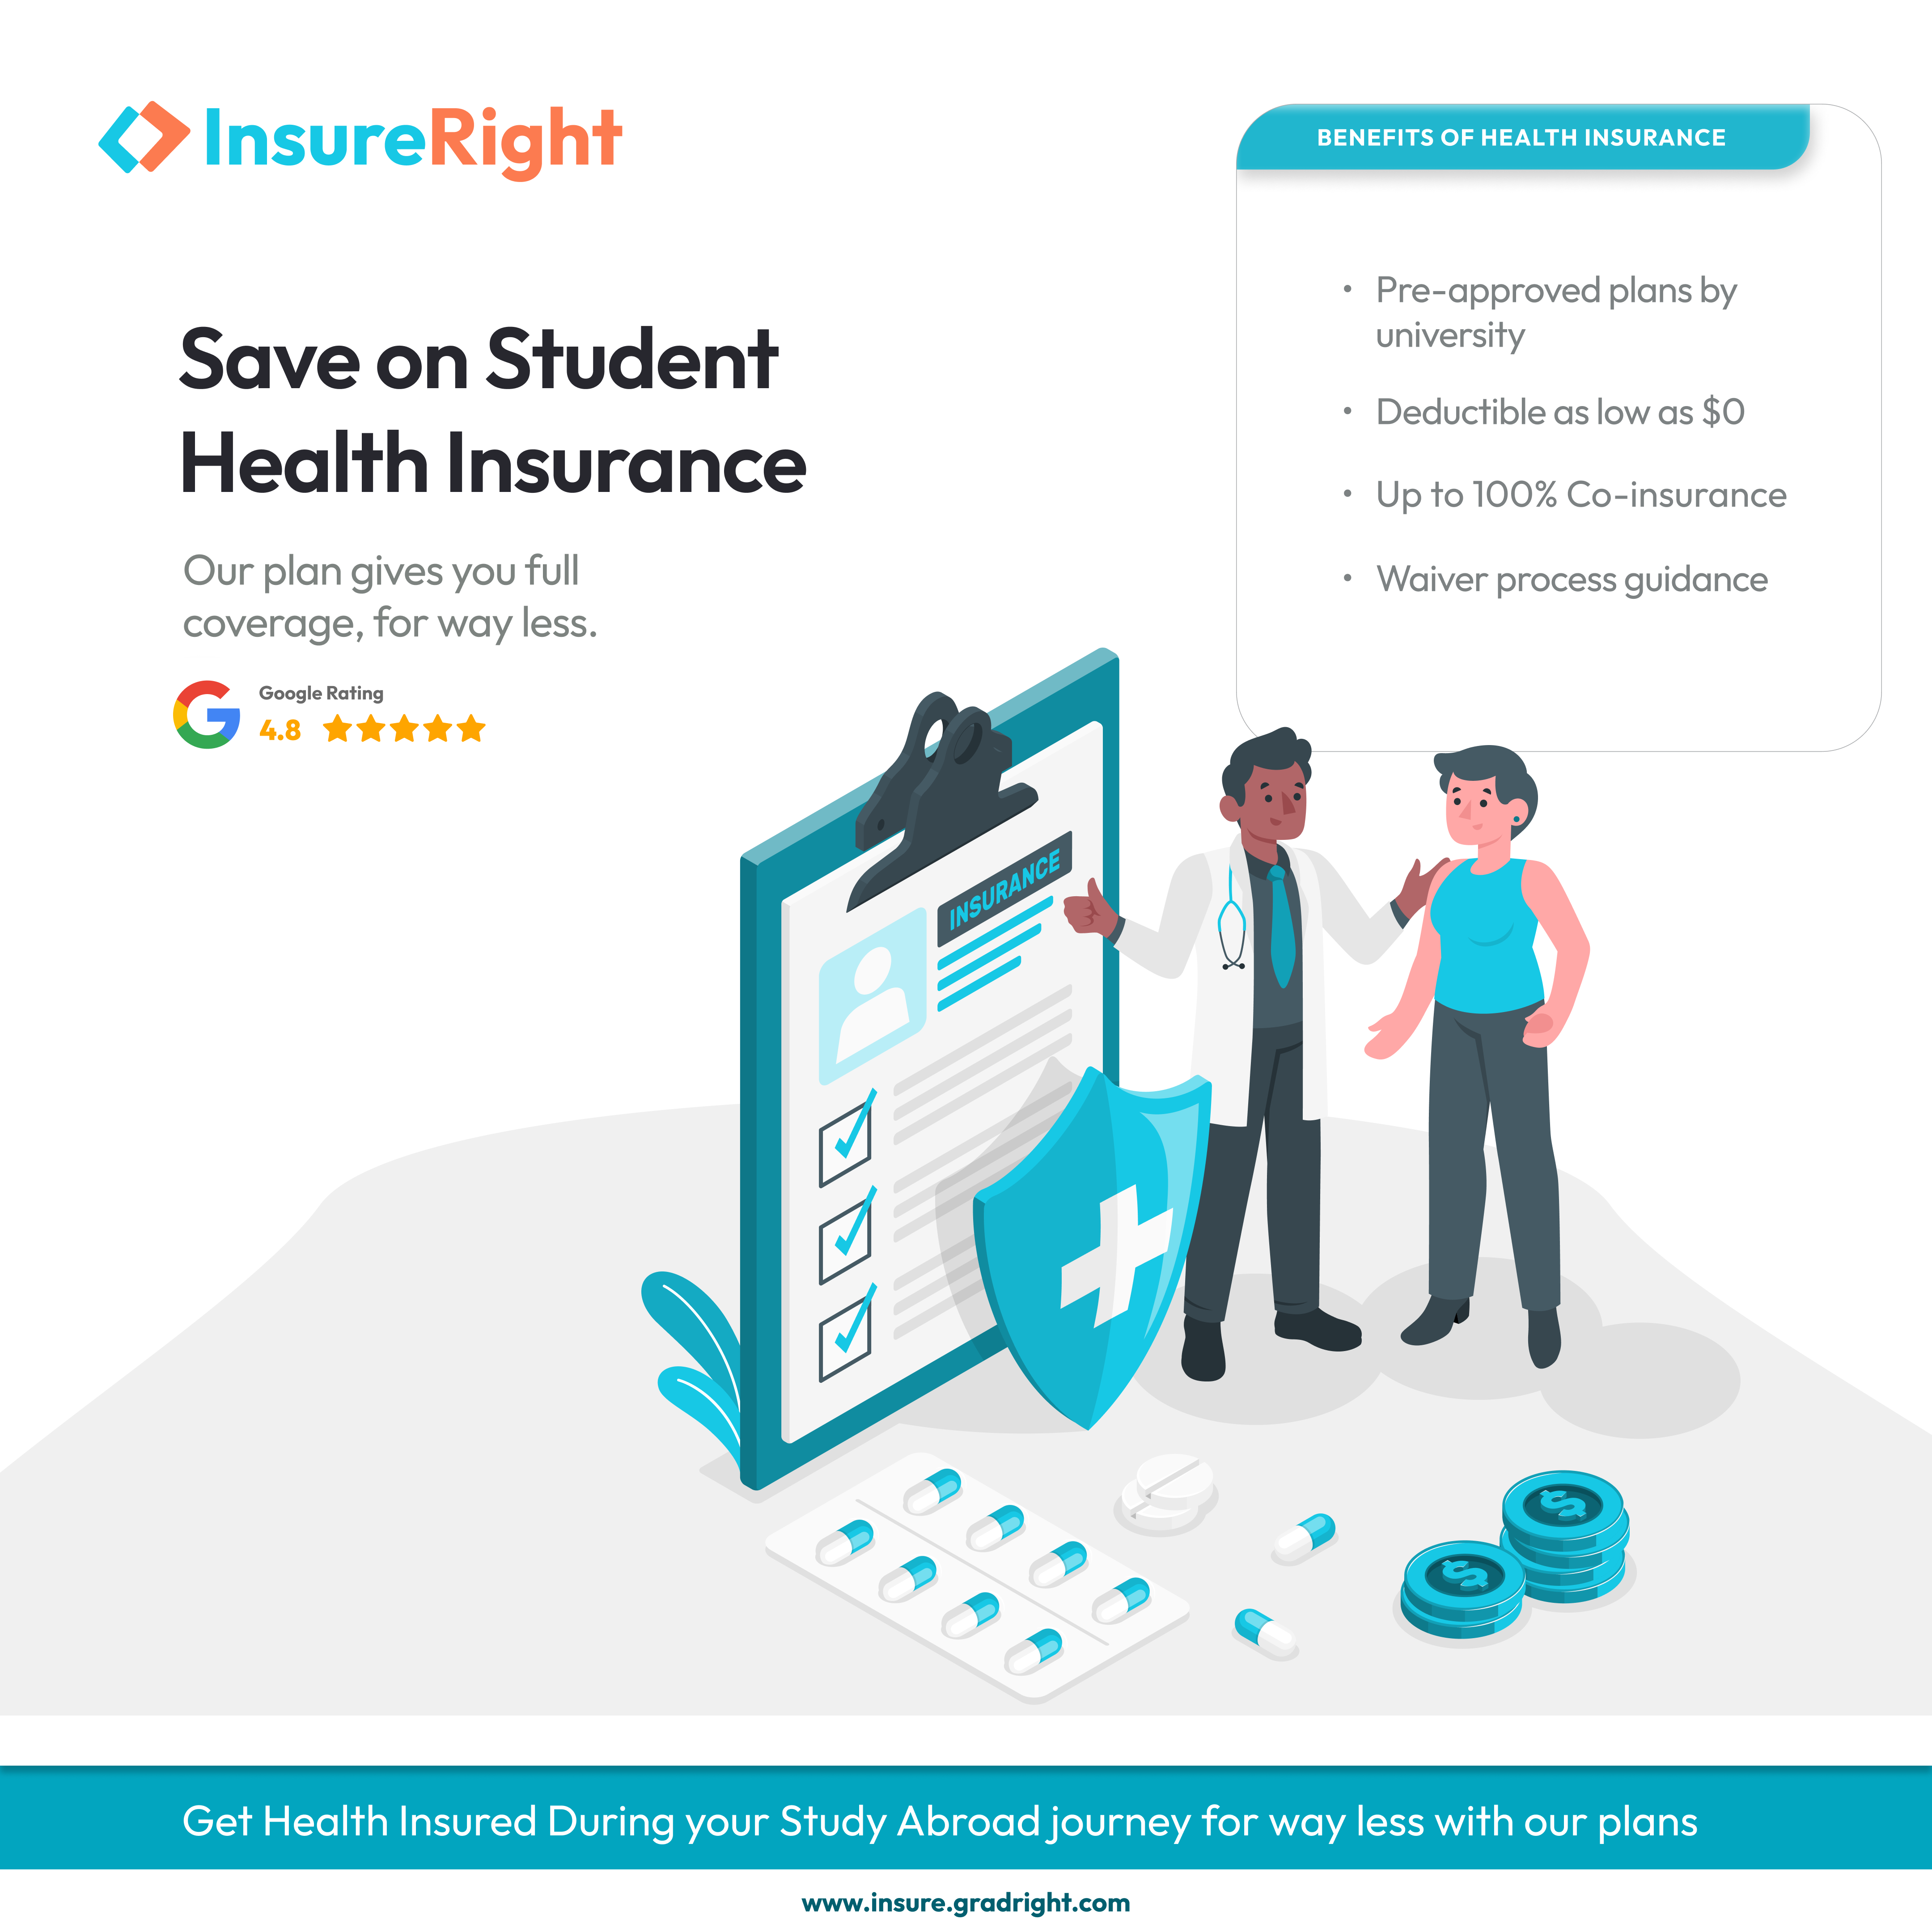 InsureRight
Save on Student
Health Insurance
Our plan gives you full
coverage, for way less.
Google Rating
4.8
BENEFITS OF HEALTH INSURANCE
• Pre-approved plans by
university
• Deductible as low as $0
• Up to 100% Co-insurance
• Waiver process guidance
INSURANCE
$
$
Get Health Insured During your Study Abroad journey for way less with our plans
www.insure.gradright.com